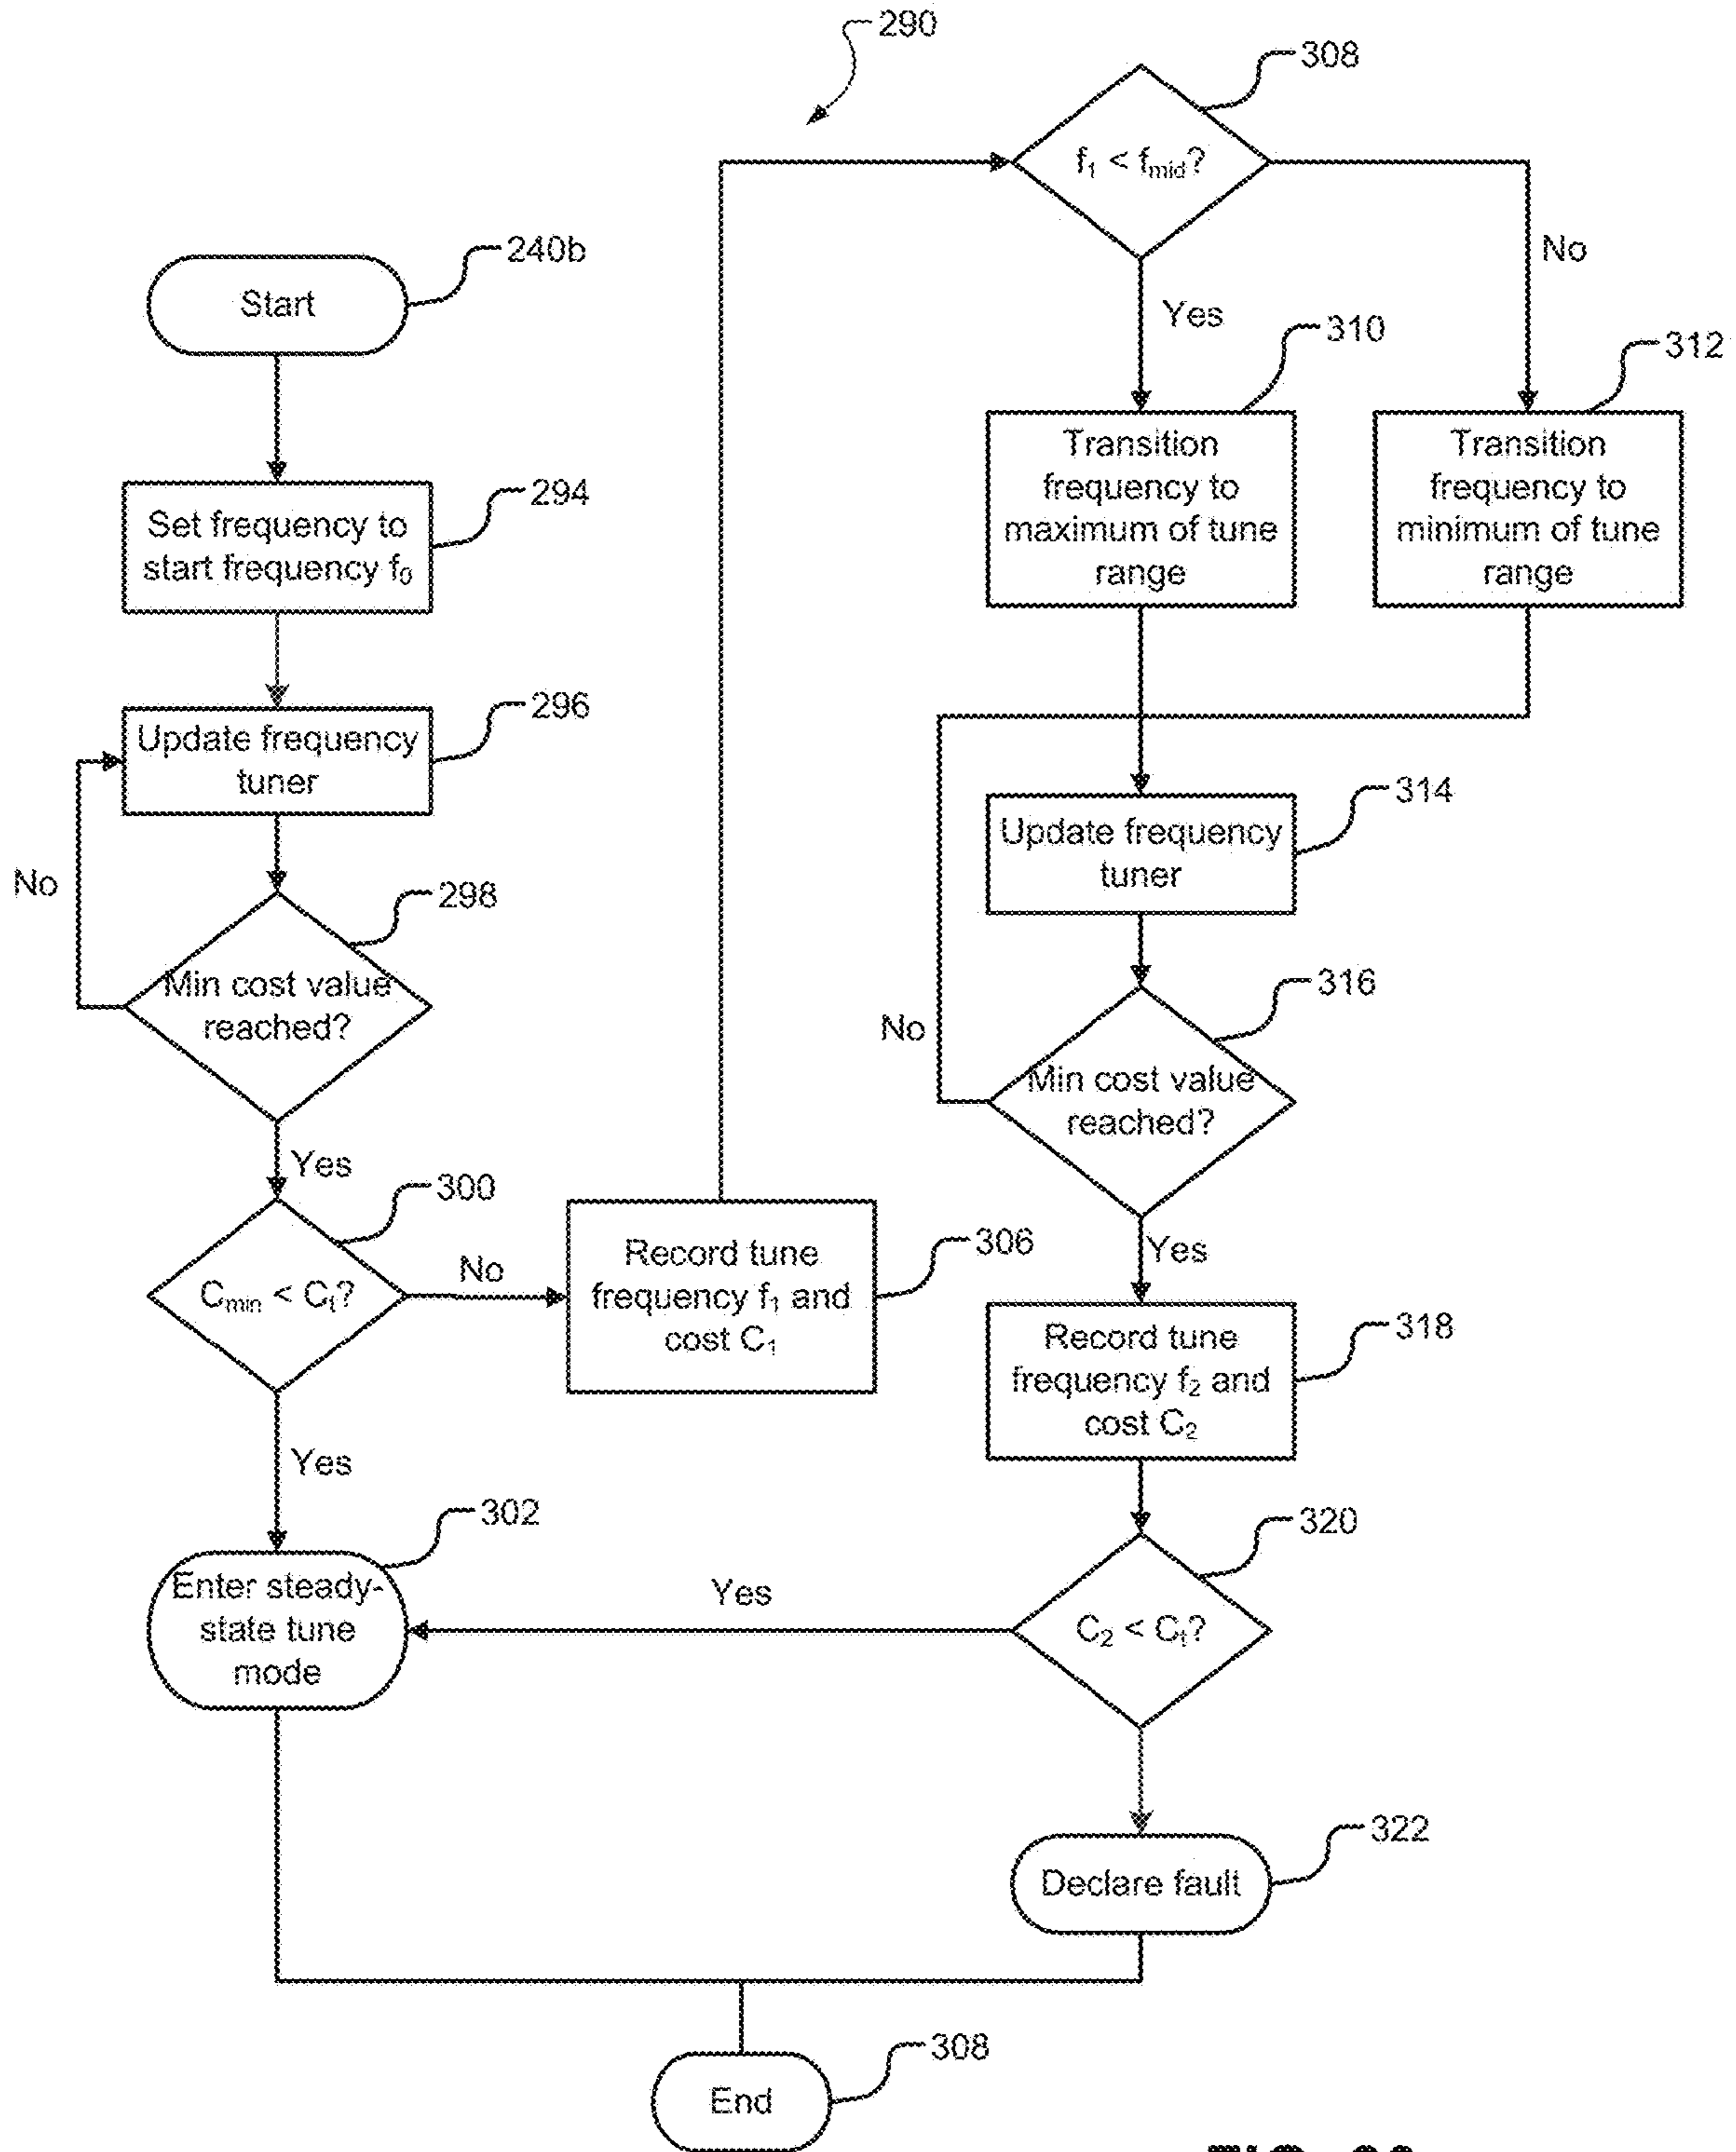 290
308
f₁ < fmid?
240b
Start
No
Yes
310
312
294
Set frequency to
start frequency f₀
Transition
frequency to
maximum of tune
range
Transition
frequency to
minimum of tune
range
296
Update frequency
tuner
314
Update frequency
tuner
No
298
Min cost value
reached?
316
No
Min cost value
reached?
Yes
300
Cmin < Ct?
No
Record tune
frequency f₁ and
cost C₁
306
Yes
318
Record tune
frequency f₂ and
cost C₂
Yes
302
Enter steady-
state tune
mode
Yes
320
C₂ < Ct?
322
Declare fault
308
End